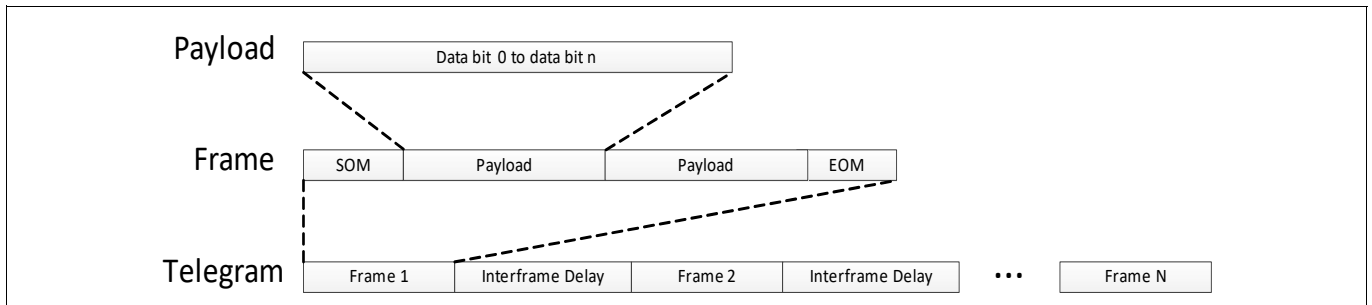 Payload
Data bit 0 to data bit n
Frame
SOM Payload Payload EOM
Telegram
Frame 1 Interframe Delay Frame 2 Interframe Delay ... Frame N